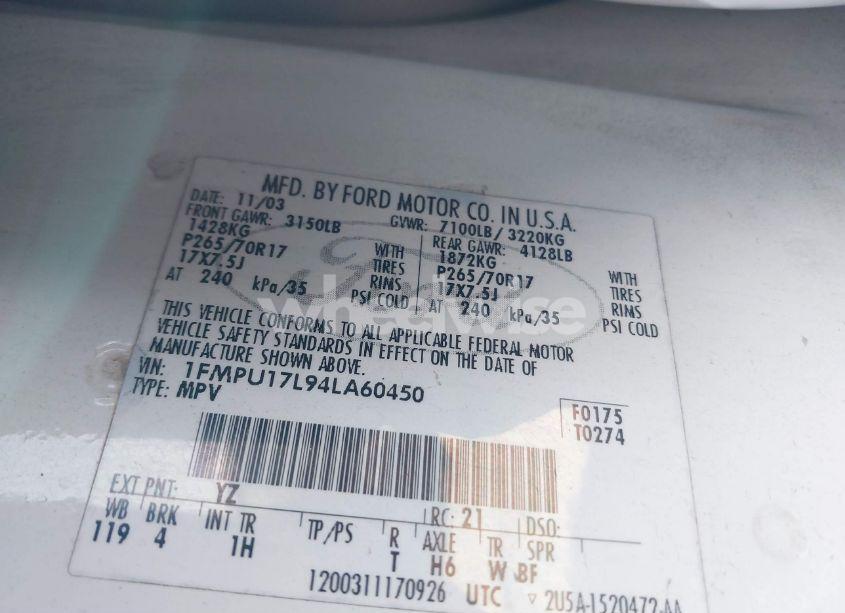 MFD. BY FORD MOTOR CO. IN U.S.A.
DATE: 11/03 GVWR: 7100LB/ 3220KG
FRONT GAWR: 3150LB REAR GAWR: 4128LB
1428KG WITH 1872KG WITH
P265/70R17 TIRES P265/70R17 TIRES
17X7.5J RIMS 17X7.5J RIMS
AT 240 kPa/35 PSI COLD AT 240 kPa/35 PSI COLD
wheelwise
THIS VEHICLE CONFORMS TO ALL APPLICABLE FEDERAL MOTOR
VEHICLE SAFETY STANDARDS IN EFFECT ON THE DATE OF
MANUFACTURE SHOWN ABOVE.
VIN: 1FMPU17L94LA60450
TYPE: MPV
F0175
T0274
EXT PNT: YZ RC: 21 DSO:
WB BRK INT TR TP/PS R AXLE TR SPR
119 4 1H T H6 W BF
1200311170926 UTC ▽ 2U5A-1520472-AA